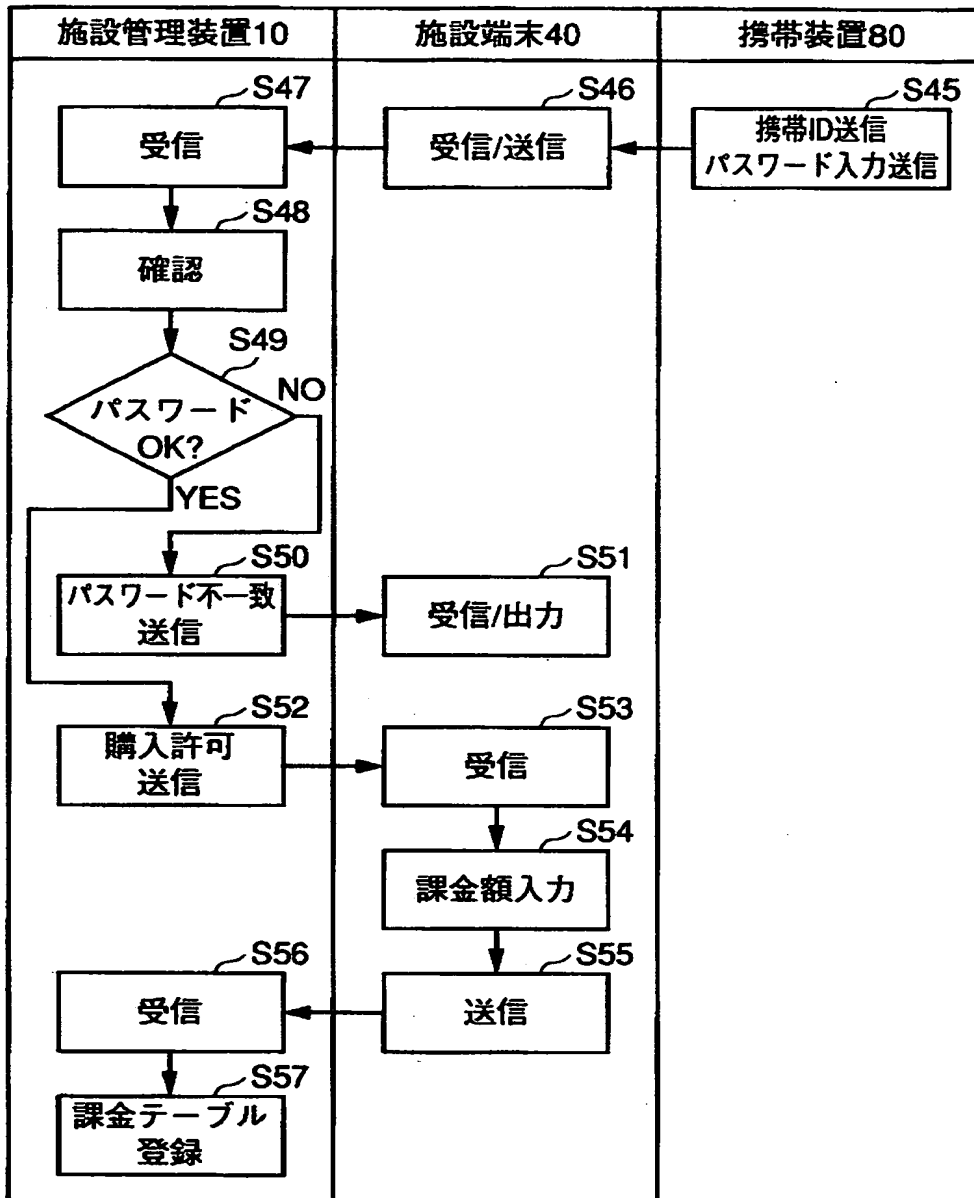 施設管理装置10
施設端末40
携帯装置80
S47
S46
S45
受信
受信/送信
携帯ID送信
パスワード入力送信
S48
確認
S49
パスワード
OK?
NO
YES
S50
パスワード不一致
送信
S51
受信/出力
S52
購入許可
送信
S53
受信
S54
課金額入力
S55
送信
S56
受信
S57
課金テーブル
登録